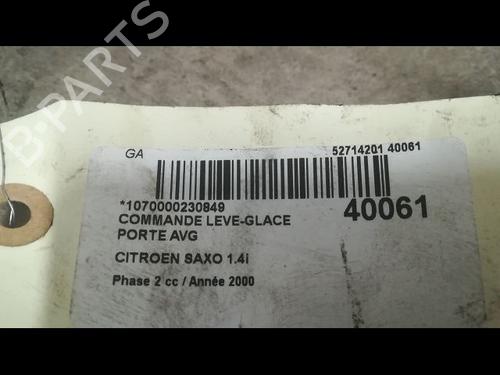 B-PARTS
GA
52714201 40061
*1070000230849
40061
COMMANDE LEVE-GLACE
PORTE AVG
CITROEN SAXO 1.4i
Phase 2 cc / Année 2000